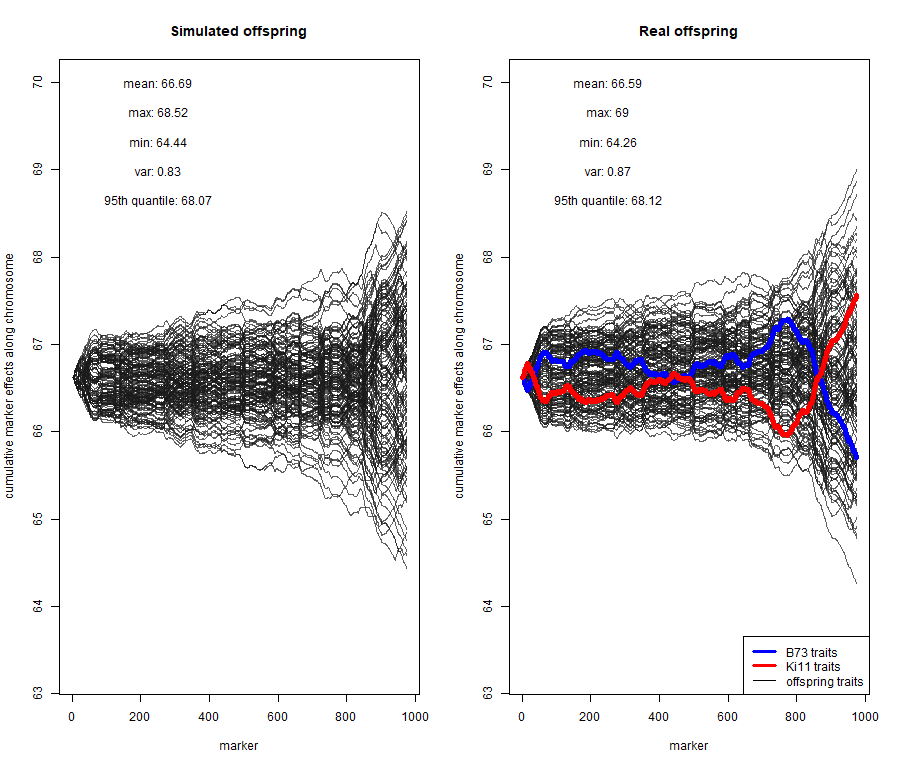 Simulated offspring
cumulative marker effects along chromosome
70
69
68
67
66
65
64
63
mean: 66.69
max: 68.52
min: 64.44
var: 0.83
95th quantile: 68.07
0 200 400 600 800 1000
marker
Real offspring
cumulative marker effects along chromosome
70
69
68
67
66
65
64
63
mean: 66.59
max: 69
min: 64.26
var: 0.87
95th quantile: 68.12
B73 traits
Ki11 traits
offspring traits
0 200 400 600 800 1000
marker